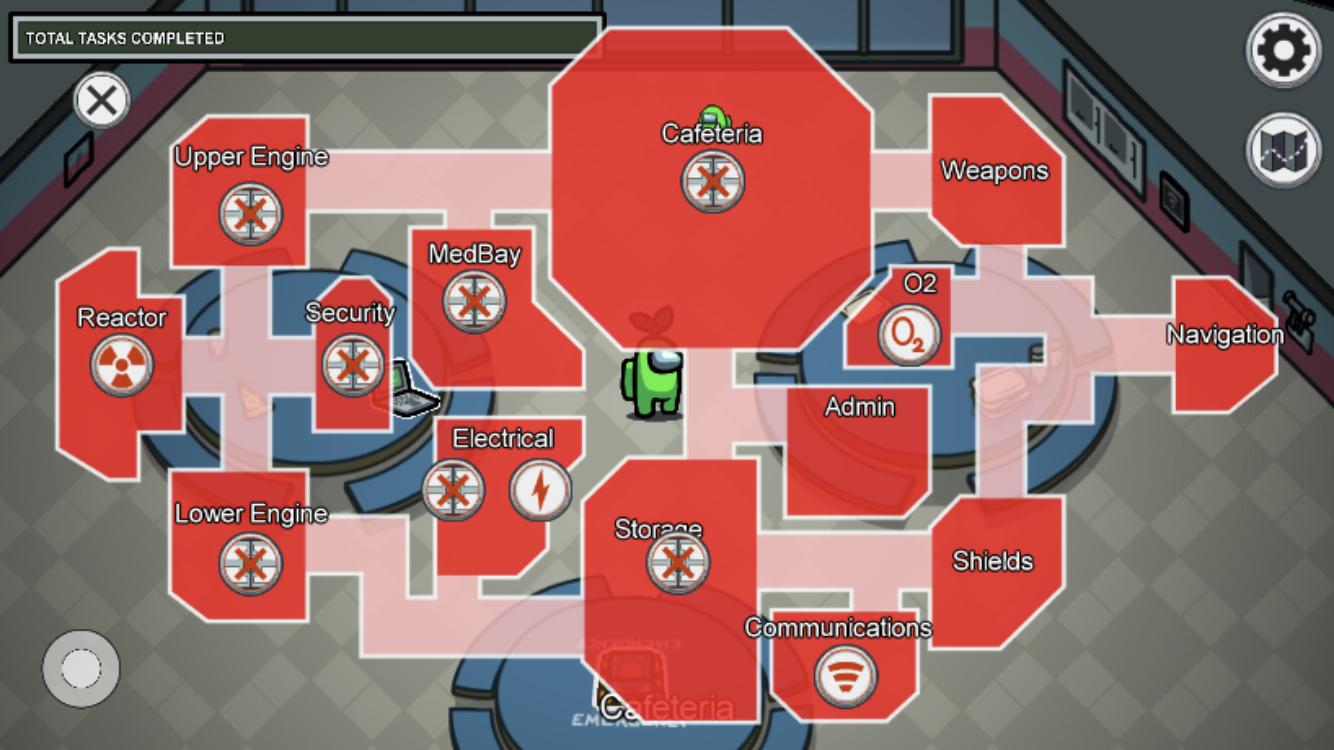 TOTAL TASKS COMPLETED
Cafeteria
Upper Engine
Weapons
MedBay
O2
Security
Reactor
O2
Navigation
Admin
Electrical
Lower Engine
Storage
Shields
Communications
Cafeteria